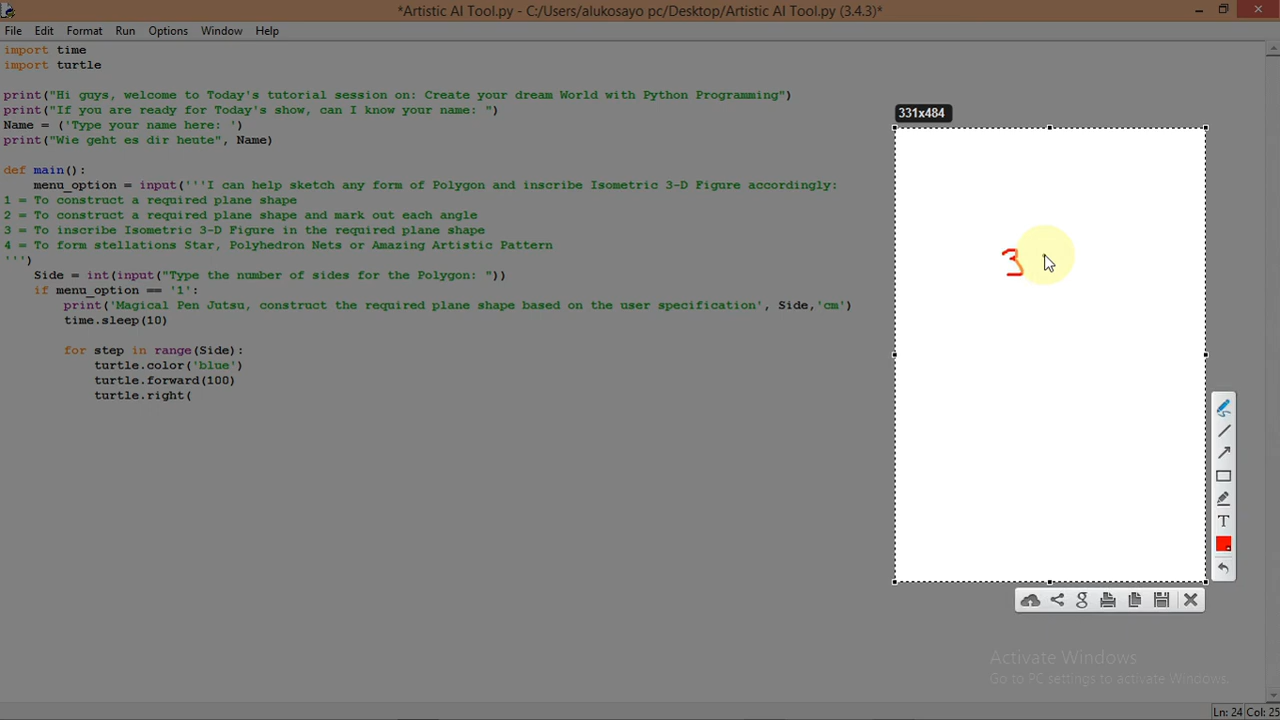 *Artistic AI Tool.py - C:/Users/alukosayo pc/Desktop/Artistic AI Tool.py (3.4.3)*
File Edit Format Run Options Window Help
import time
import turtle
print("Hi guys, welcome to Today's tutorial session on: Create your dream World with Python Programming")
print("If you are ready for Today's show, can I know your name: ")
Name = ('Type your name here: ')
print("Wie geht es dir heute", Name)
def main():
menu_option = input('''I can help sketch any form of Polygon and inscribe Isometric 3-D Figure accordingly:
1 = To construct a required plane shape
2 = To construct a required plane shape and mark out each angle
3 = To inscribe Isometric 3-D Figure in the required plane shape
4 = To form stellations Star, Polyhedron Nets or Amazing Artistic Pattern
''')
Side = int(input("Type the number of sides for the Polygon: "))
if menu_option == '1':
print('Magical Pen Jutsu, construct the required plane shape based on the user specification', Side,'cm')
time.sleep(10)
for step in range(Side):
turtle.color('blue')
turtle.forward(100)
turtle.right(
331x484
3
T
g
Activate Windows
Go to PC settings to activate Windows.
Ln: 24 Col: 25